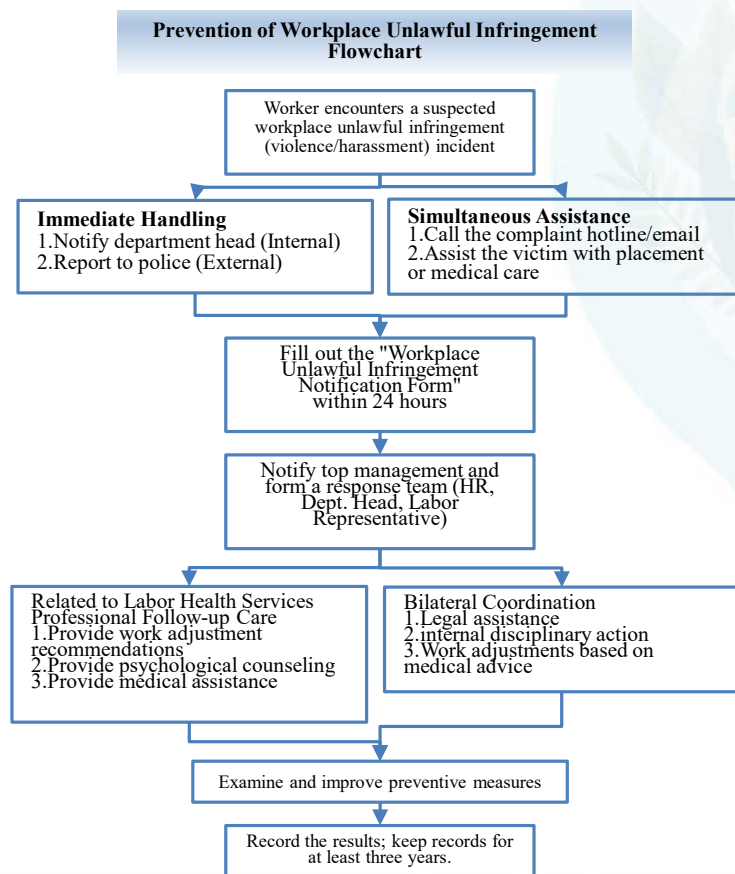 Prevention of Workplace Unlawful Infringement
Flowchart
Worker encounters a suspected
workplace unlawful infringement
(violence/harassment) incident
Immediate Handling
1.Notify department head (Internal)
2.Report to police (External)
Simultaneous Assistance
1.Call the complaint hotline/email
2.Assist the victim with placement
or medical care
Fill out the "Workplace
Unlawful Infringement
Notification Form"
within 24 hours
Notify top management and
form a response team (HR,
Dept. Head, Labor
Representative)
Related to Labor Health Services
Professional Follow-up Care
1.Provide work adjustment
recommendations
2.Provide psychological counseling
3.Provide medical assistance
Bilateral Coordination
1.Legal assistance
2.internal disciplinary action
3.Work adjustments based on
medical advice
Examine and improve preventive measures
Record the results; keep records for
at least three years.